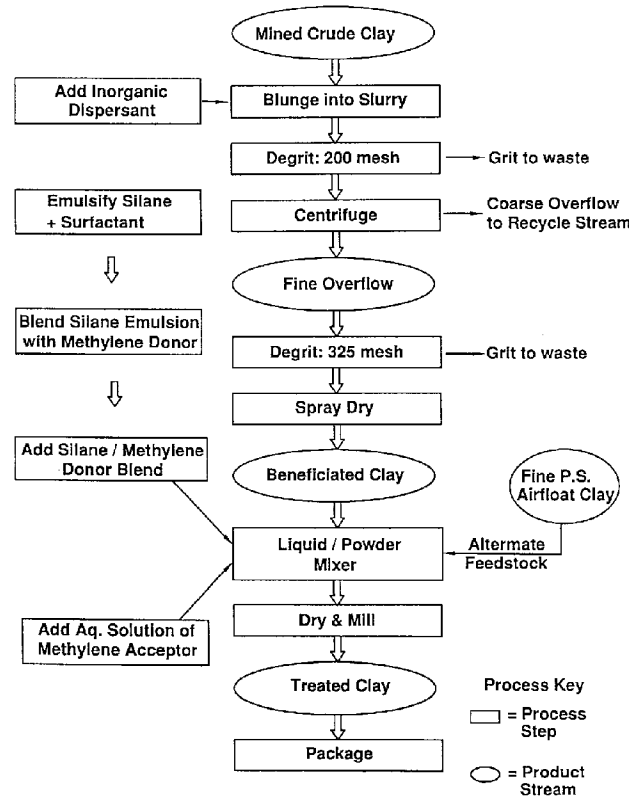 Mined Crude Clay
Add Inorganic
Dispersant
Blunge into Slurry
Degrit: 200 mesh
Grit to waste
Emulsify Silane
+ Surfactant
Centrifuge
Coarse Overflow
to Recycle Stream
Fine Overflow
Blend Silane Emulsion
with Methylene Donor
Degrit: 325 mesh
Grit to waste
Spray Dry
Add Silane / Methylene
Donor Blend
Beneficiated Clay
Fine P.S.
Airfloat Clay
Liquid / Powder
Mixer
Alternate
Feedstock
Add Aq. Solution of
Methylene Acceptor
Dry & Mill
Treated Clay
Package
Process Key
= Process
Step
= Product
Stream